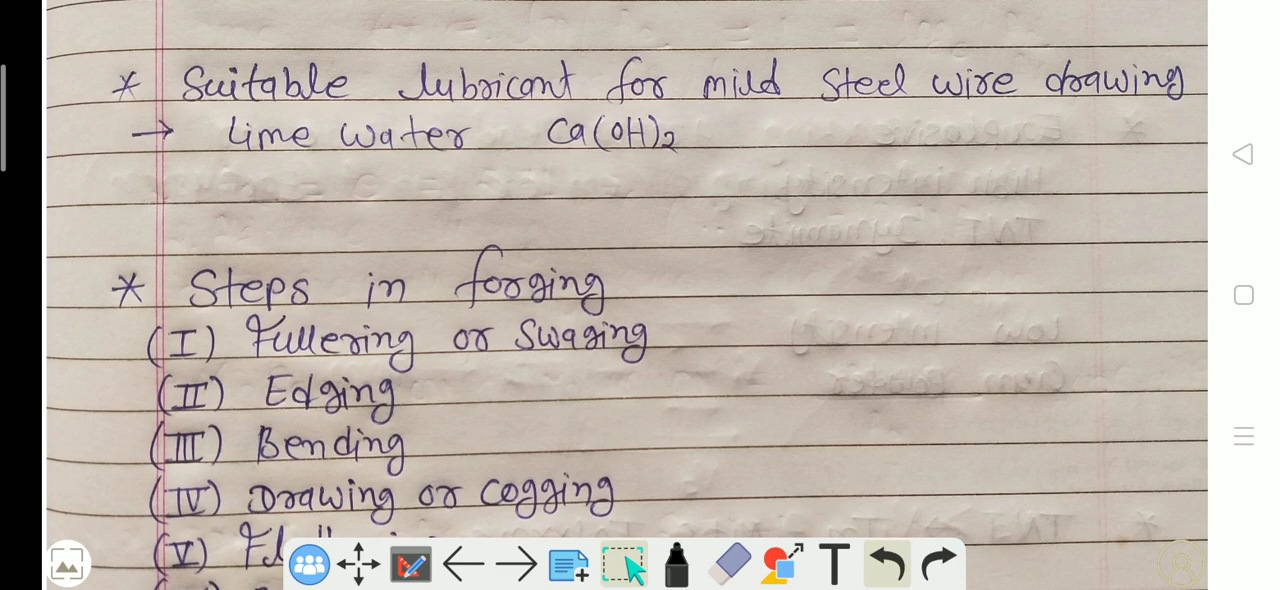 * Suitable lubricant for mild Steel wire drawing
→ Lime water Ca(OH)₂
* Steps in forging
(I) Fullering or Swaging
(II) Edging
(III) Bending
(IV) Drawing or Cogging
(V)
T